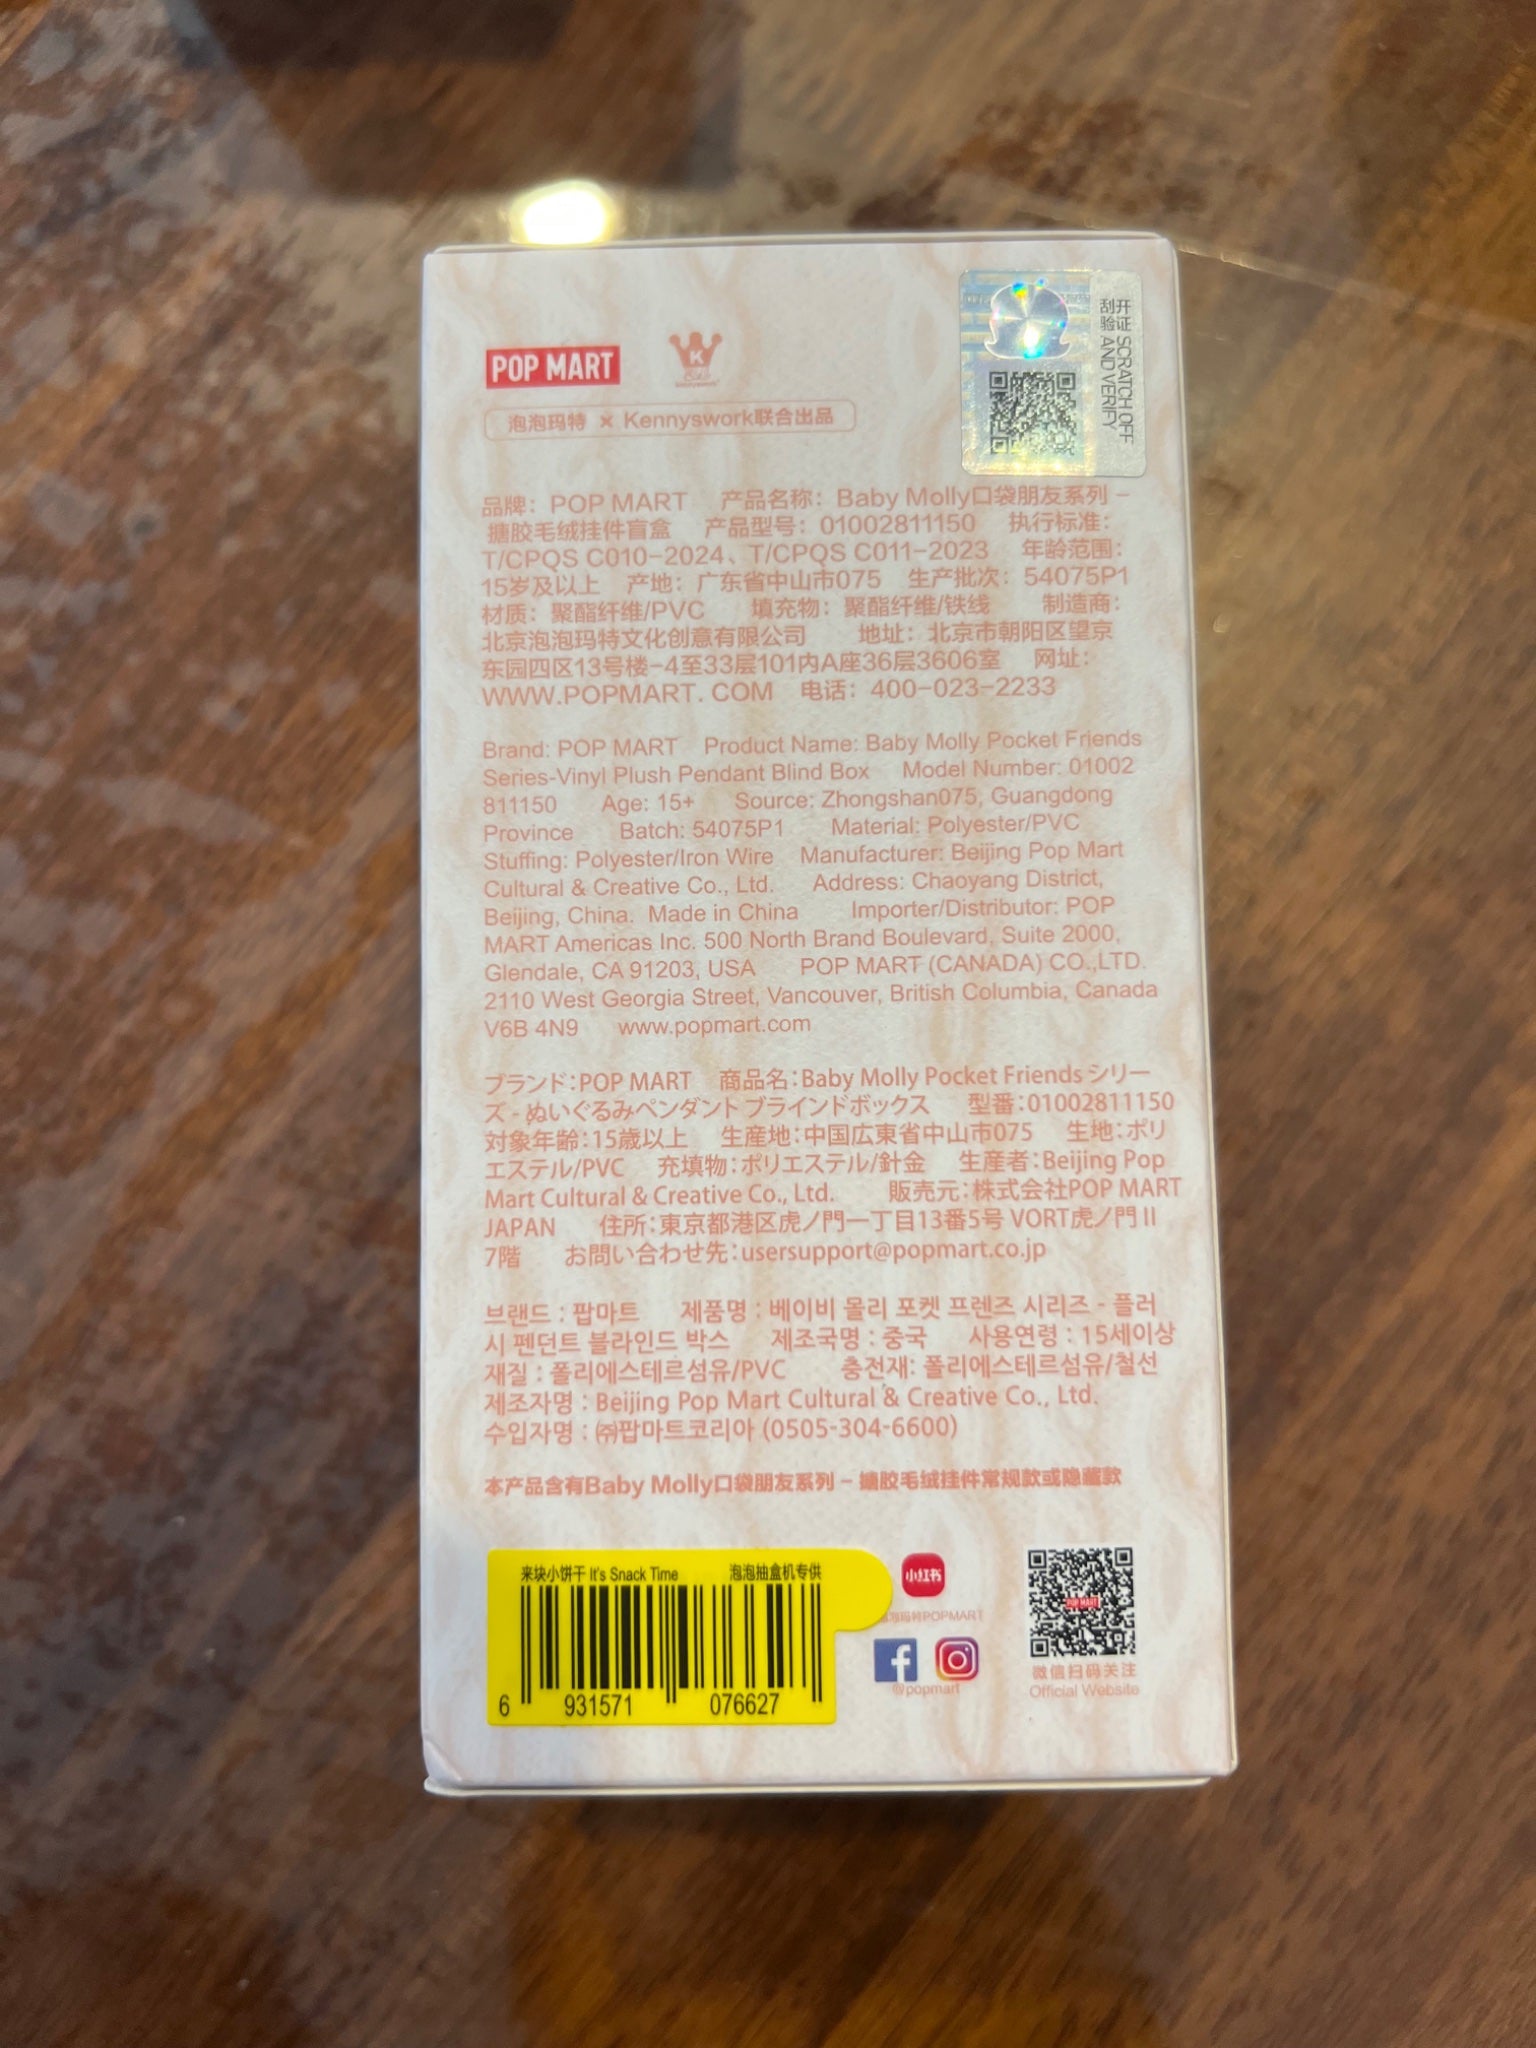 POP MART
K
泡泡玛特 × Kennyswork联合出品
刮开
验证 SCRATCH OFF
AND VERIFY
品牌：POP MART 产品名称：Baby Molly口袋朋友系列 –
搪胶毛绒挂件盲盒 产品型号：01002811150 执行标准：
T/CPQS C010-2024、T/CPQS C011-2023 年龄范围：
15岁及以上 产地：广东省中山市075 生产批次：54075P1
材质：聚酯纤维/PVC 填充物：聚酯纤维/铁线 制造商：
北京泡泡玛特文化创意有限公司 地址：北京市朝阳区望京
东园四区13号楼-4至33层101内A座36层3606室 网址：
WWW.POPMART. COM 电话：400-023-2233
Brand: POP MART Product Name: Baby Molly Pocket Friends
Series-Vinyl Plush Pendant Blind Box Model Number: 01002
811150 Age: 15+ Source: Zhongshan075, Guangdong
Province Batch: 54075P1 Material: Polyester/PVC
Stuffing: Polyester/Iron Wire Manufacturer: Beijing Pop Mart
Cultural & Creative Co., Ltd. Address: Chaoyang District,
Beijing, China. Made in China Importer/Distributor: POP
MART Americas Inc. 500 North Brand Boulevard, Suite 2000,
Glendale, CA 91203, USA POP MART (CANADA) CO.,LTD.
2110 West Georgia Street, Vancouver, British Columbia, Canada
V6B 4N9 www.popmart.com
ブランド：POP MART 商品名：Baby Molly Pocket Friends シリー
ズ - ぬいぐるみペンダント ブラインドボックス 型番：01002811150
対象年齢：15歳以上 生産地：中国広東省中山市075 生地：ポリ
エステル/PVC 充填物：ポリエステル/針金 生産者：Beijing Pop
Mart Cultural & Creative Co., Ltd. 販売元：株式会社POP MART
JAPAN 住所：東京都港区虎ノ門一丁目13番5号 VORT虎ノ門 II
7階 お問い合わせ先：usersupport@popmart.co.jp
브랜드 : 팝마트 제품명 : 베이비 몰리 포켓 프렌즈 시리즈 - 플러
시 펜던트 블라인드 박스 제조국명 : 중국 사용연령 : 15세이상
재질 : 폴리에스테르섬유/PVC 충전재: 폴리에스테르섬유/철선
제조자명 : Beijing Pop Mart Cultural & Creative Co., Ltd.
수입자명 : ㈜팝마트코리아 (0505-304-6600)
本产品含有Baby Molly口袋朋友系列 – 搪胶毛绒挂件常规款或隐藏款
来块小饼干 It's Snack Time 泡泡抽盒机专供
6 931571 076627
小红书
泡玛特POPMART
@popmart
POP MART
微信扫码关注
Official Website